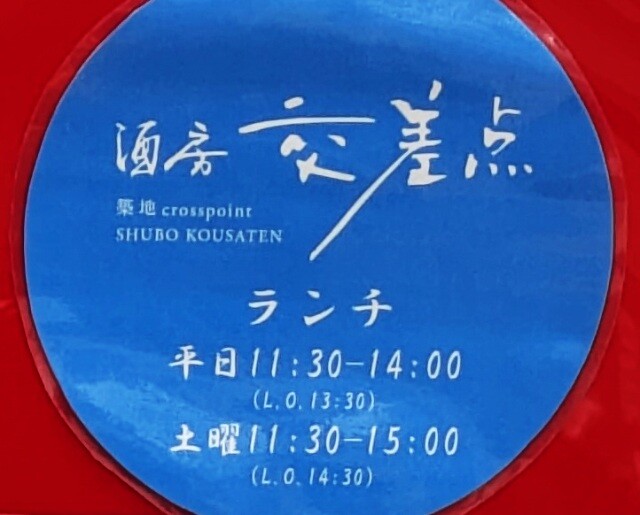 酒房 交差点
築地 crosspoint
SHUBO KOUSATEN
ランチ
平日11:30-14:00
(L.O.13:30)
土曜11:30-15:00
(L.O.14:30)